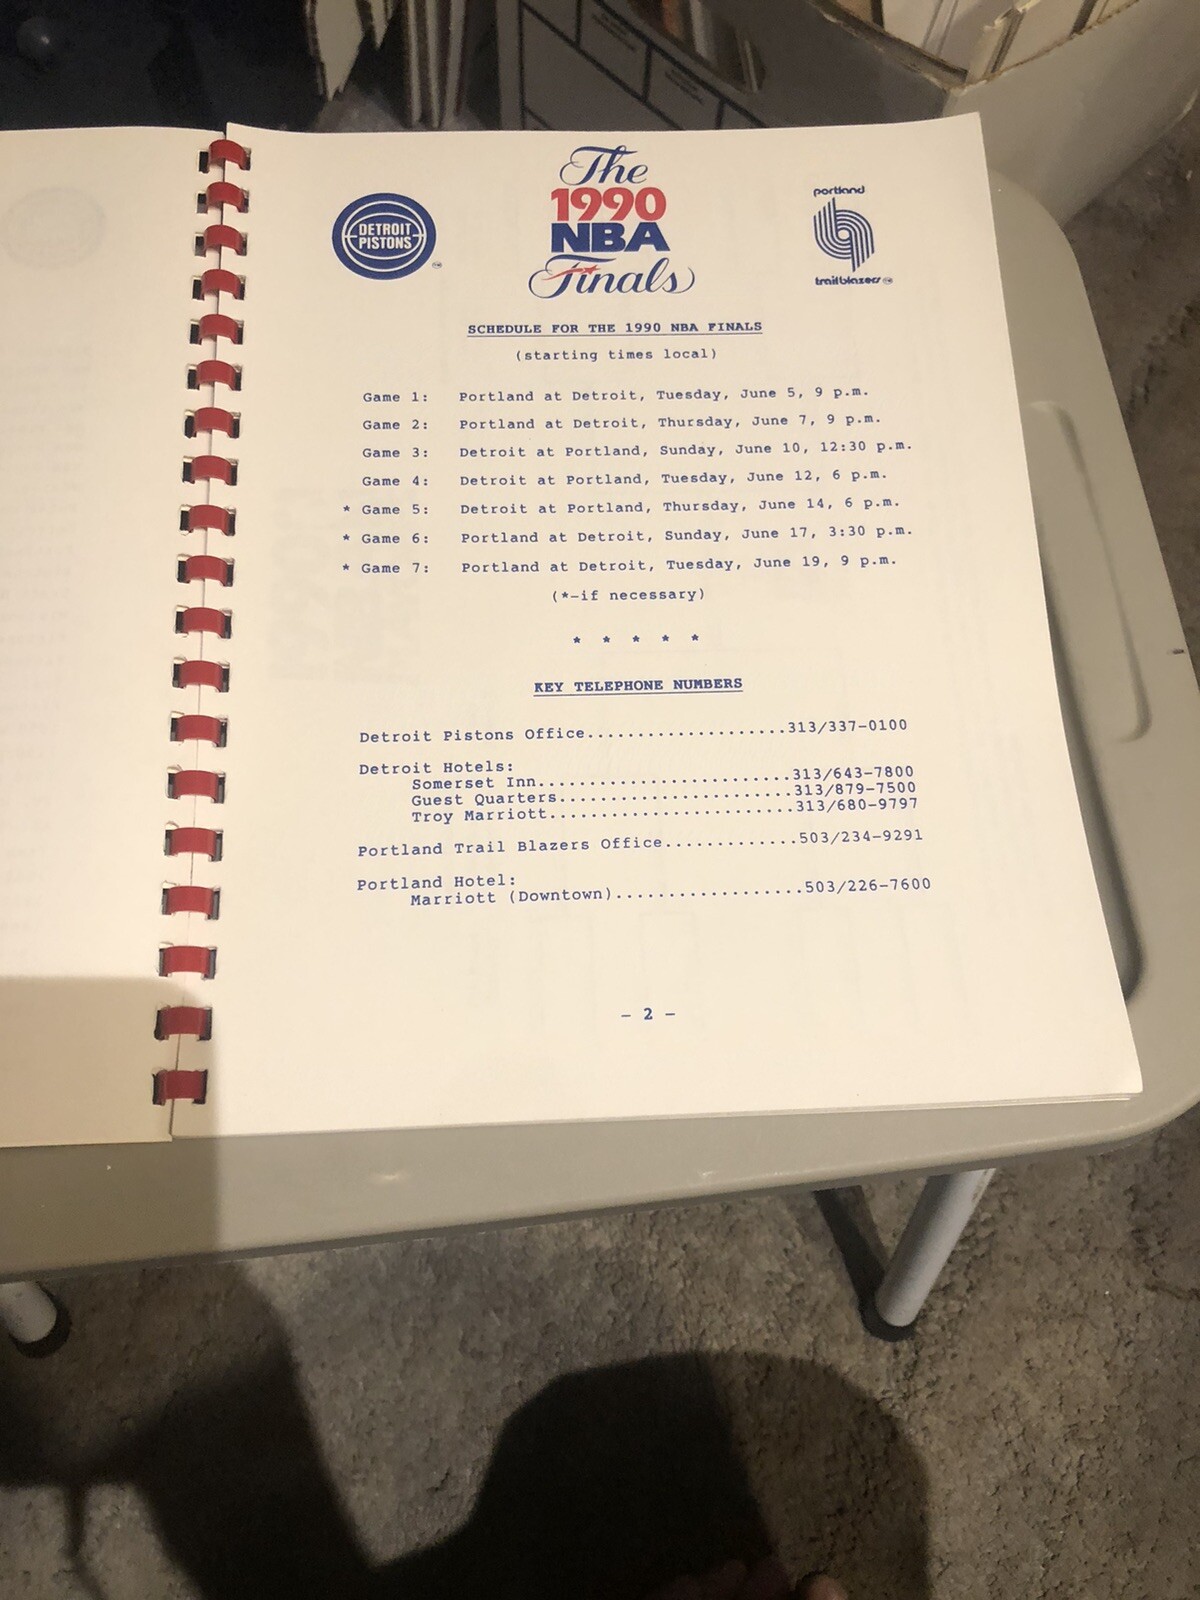 The
1990
NBA
Finals
DETROIT
PISTONS
portland
trail blazers
SCHEDULE FOR THE 1990 NBA FINALS
(starting times local)
Game 1: Portland at Detroit, Tuesday, June 5, 9 p.m.
Game 2: Portland at Detroit, Thursday, June 7, 9 p.m.
Game 3: Detroit at Portland, Sunday, June 10, 12:30 p.m.
Game 4: Detroit at Portland, Tuesday, June 12, 6 p.m.
* Game 5: Detroit at Portland, Thursday, June 14, 6 p.m.
* Game 6: Portland at Detroit, Sunday, June 17, 3:30 p.m.
* Game 7: Portland at Detroit, Tuesday, June 19, 9 p.m.
(*-if necessary)
* * * * *
KEY TELEPHONE NUMBERS
Detroit Pistons Office....................313/337-0100
Detroit Hotels:
Somerset Inn.........................313/643-7800
Guest Quarters.......................313/879-7500
Troy Marriott........................313/680-9797
Portland Trail Blazers Office.............503/234-9291
Portland Hotel:
Marriott (Downtown)..................503/226-7600
- 2 -